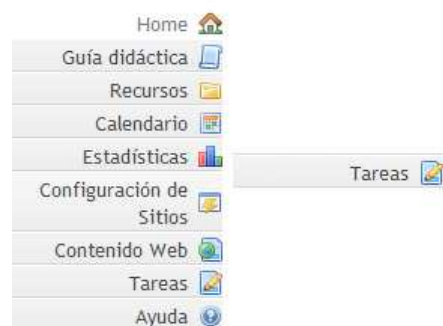 Home
Guía didáctica
Recursos
Calendario
Estadísticas
Configuración de
Sitios
Contenido Web
Tareas
Ayuda
Tareas